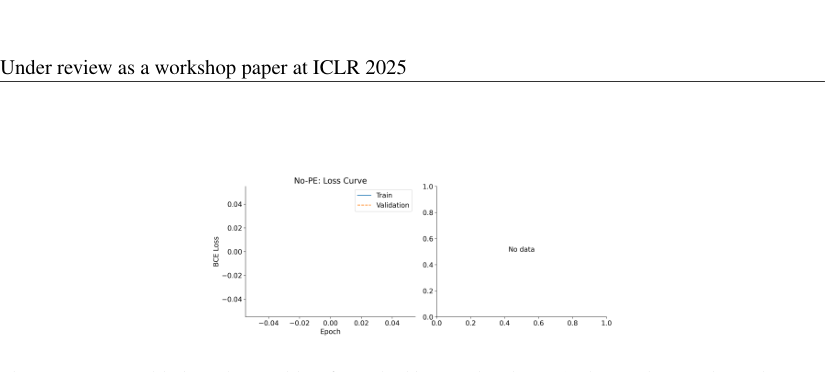 Under review as a workshop paper at ICLR 2025
No-PE: Loss Curve
Train
Validation
BCE Loss
0.04
0.02
0.00
−0.02
−0.04
−0.04 −0.02 0.00 0.02 0.04
Epoch
1.0
0.8
0.6
0.4
0.2
0.0
No data
0.0 0.2 0.4 0.6 0.8 1.0